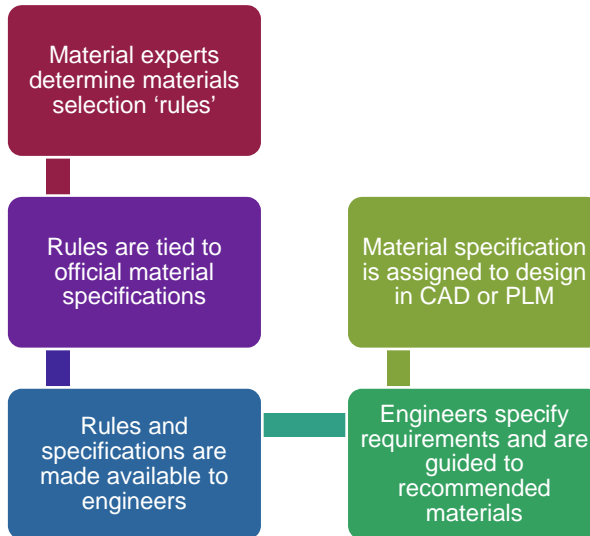 Material experts
determine materials
selection ‘rules’
Rules are tied to
official material
specifications
Rules and
specifications are
made available to
engineers
Engineers specify
requirements and are
guided to
recommended
materials
Material specification
is assigned to design
in CAD or PLM